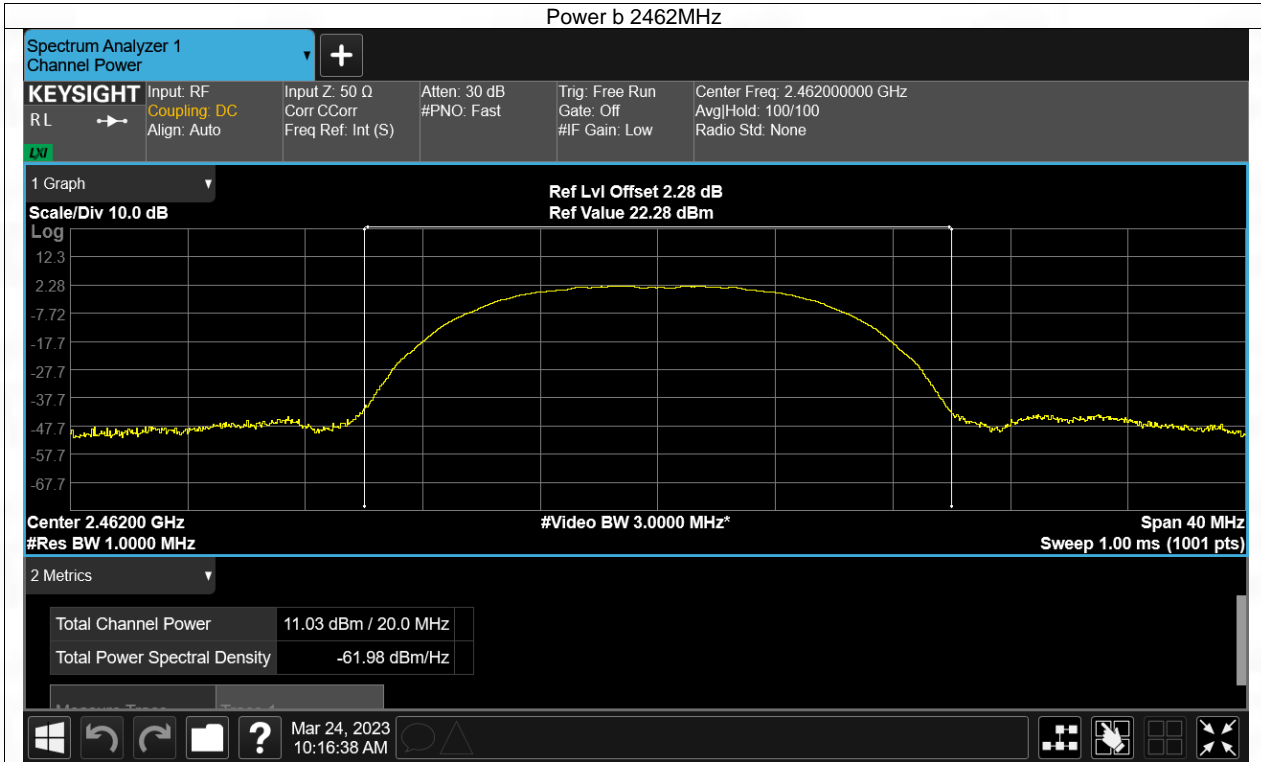 Power b 2462MHz
Spectrum Analyzer 1
Channel Power
+
KEYSIGHT
R L
LXI
Input: RF
Coupling: DC
Align: Auto
Input Z: 50 Ω
Corr CCorr
Freq Ref: Int (S)
Atten: 30 dB
#PNO: Fast
Trig: Free Run
Gate: Off
#IF Gain: Low
Center Freq: 2.462000000 GHz
Avg|Hold: 100/100
Radio Std: None
1 Graph
Scale/Div 10.0 dB
Ref Lvl Offset 2.28 dB
Ref Value 22.28 dBm
Log
12.3
2.28
-7.72
-17.7
-27.7
-37.7
-47.7
-57.7
-67.7
Center 2.46200 GHz
#Res BW 1.0000 MHz
#Video BW 3.0000 MHz*
Span 40 MHz
Sweep 1.00 ms (1001 pts)
2 Metrics
Total Channel Power 11.03 dBm / 20.0 MHz
Total Power Spectral Density -61.98 dBm/Hz
?
Mar 24, 2023
10:16:38 AM